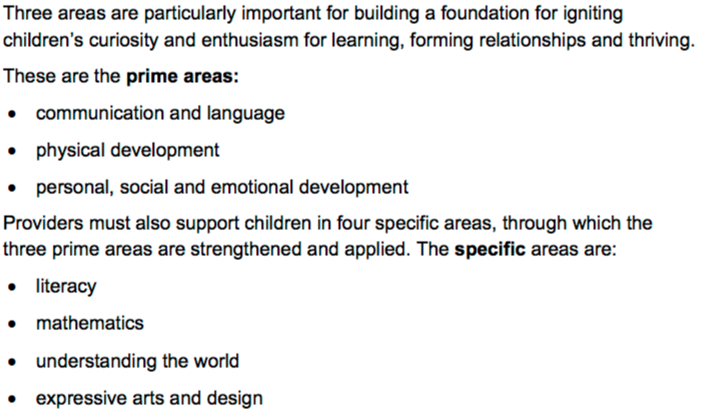 Three areas are particularly important for building a foundation for igniting
children's curiosity and enthusiasm for learning, forming relationships and thriving.
These are the prime areas:
• communication and language
• physical development
• personal, social and emotional development
Providers must also support children in four specific areas, through which the
three prime areas are strengthened and applied. The specific areas are:
• literacy
• mathematics
• understanding the world
• expressive arts and design